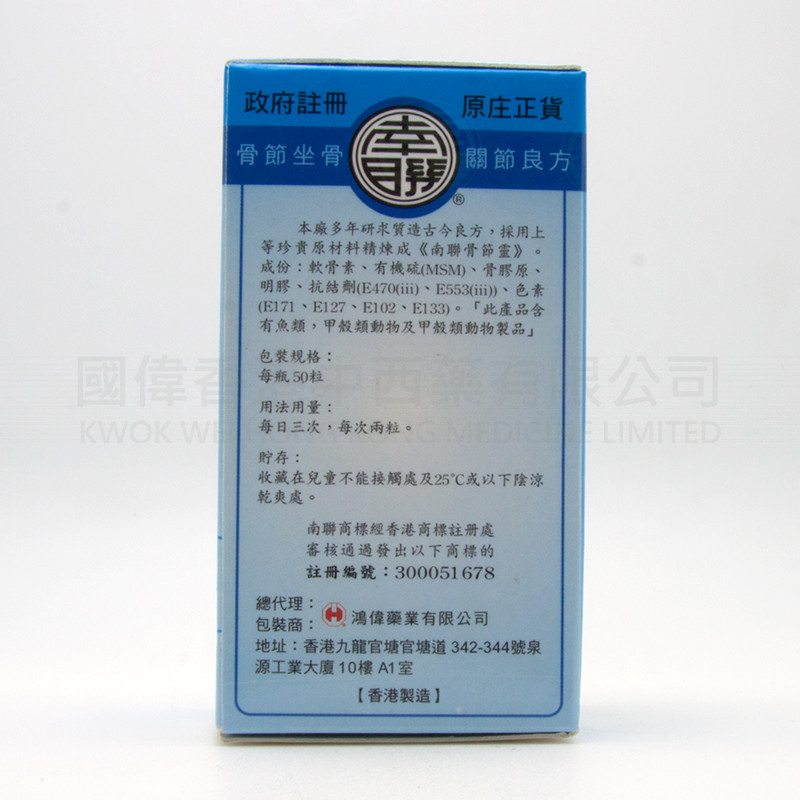 政府註冊
原庄正貨
骨節坐骨
南聯
關節良方
®
本廠多年研求質造古今良方，採用上
等珍貴原材料精煉成《南聯骨節靈》。
成份：軟骨素、有機硫(MSM)、骨膠原、
明膠、抗結劑(E470(iii)、E553(iii))、色素
(E171、E127、E102、E133)。「此產品含
有魚類，甲殼類動物及甲殼類動物製品」
包裝規格：
每瓶50粒
國偉香港中西藥有限公司
用法用量：
每日三次，每次兩粒。
KWOK WEI HONG KONG MEDICINE LIMITED
貯存：
收藏在兒童不能接觸處及25℃或以下陰涼
乾爽處。
南聯商標經香港商標註册處
審核通過發出以下商標的
註冊編號：300051678
總代理：
包裝商：
鴻偉藥業有限公司
地址：香港九龍官塘官塘道 342-344號泉
源工業大廈10樓 A1室
【香港製造】